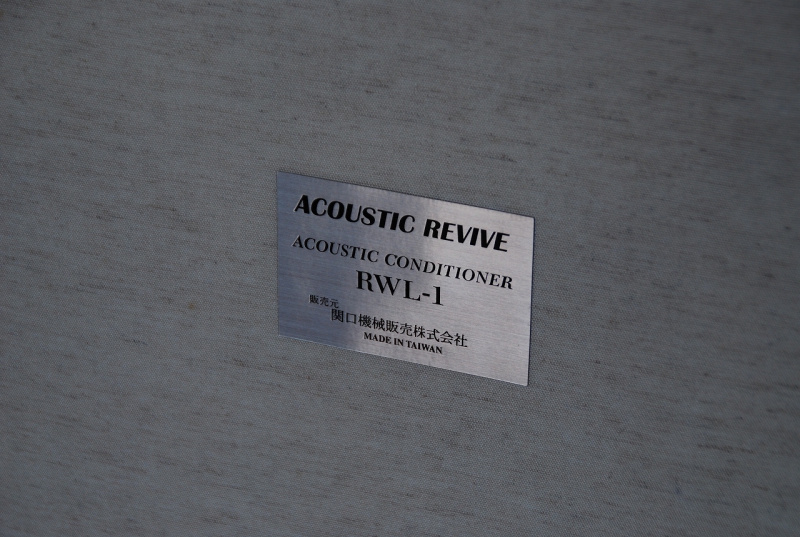 ACOUSTIC REVIVE
ACOUSTIC CONDITIONER
RWL-1
販売元
関口機械販売株式会社
MADE IN TAIWAN